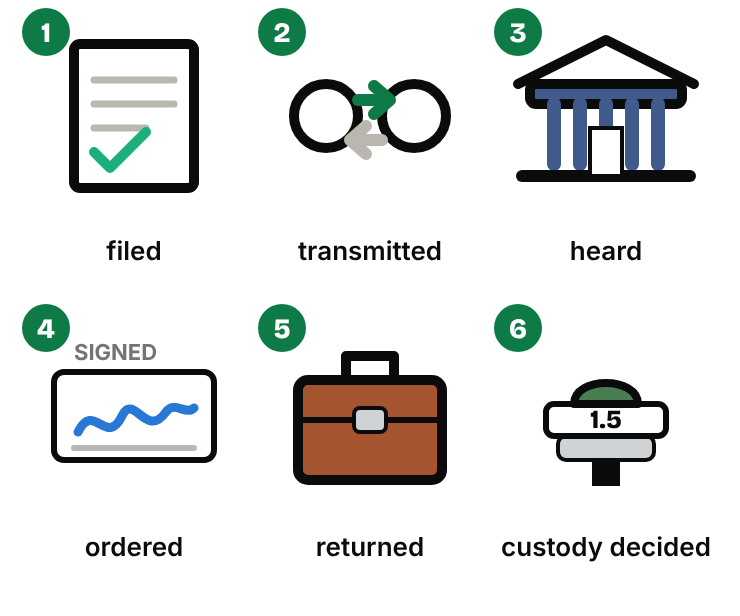 1
2
3
filed
transmitted
heard
4
5
6
SIGNED
1.5
ordered
returned
custody decided